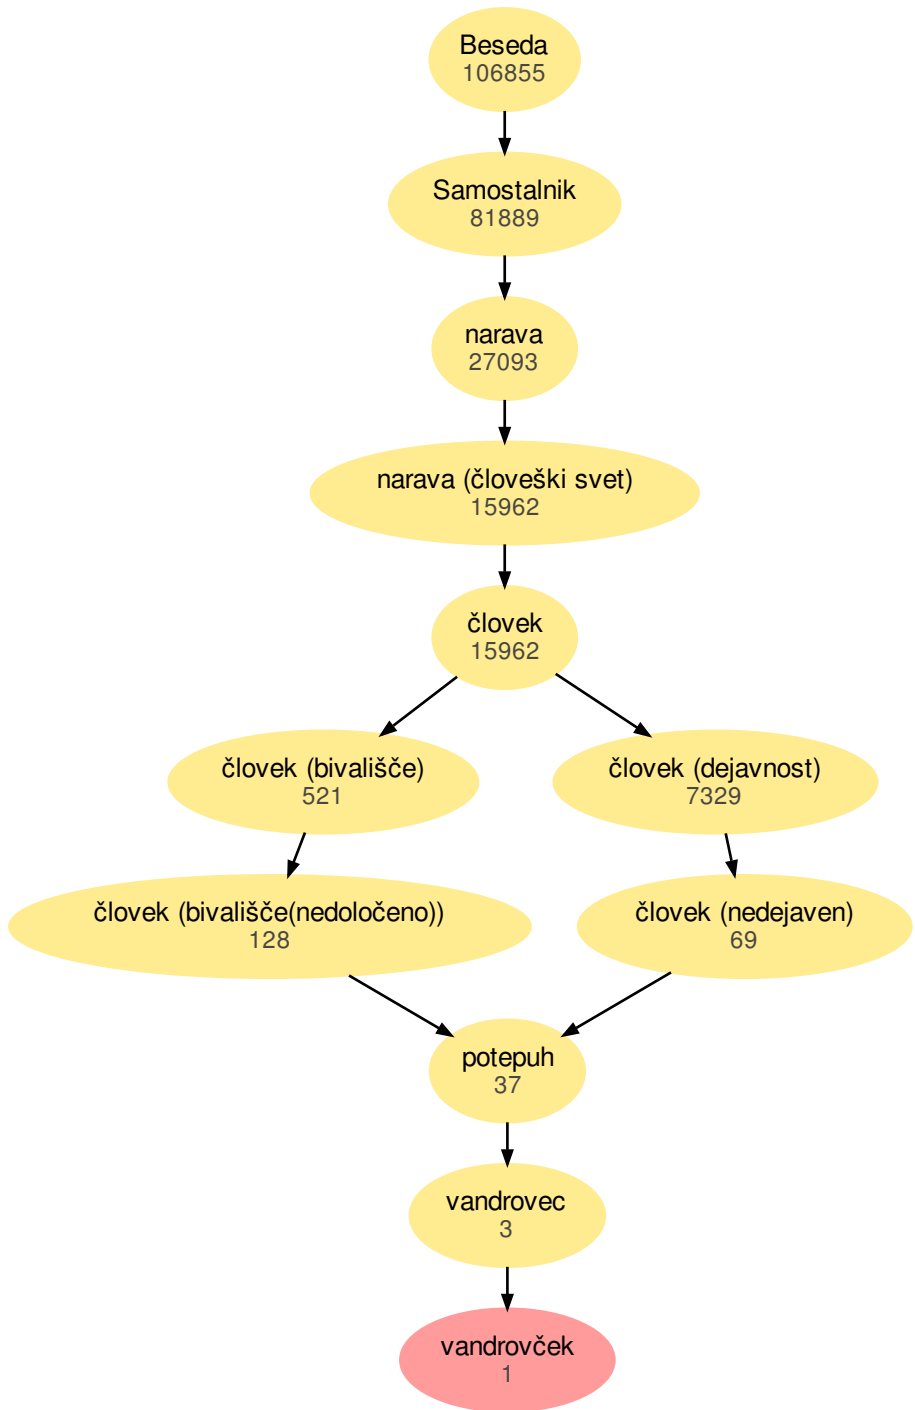 Beseda
106855
Samostalnik
81889
narava
27093
narava (človeški svet)
15962
človek
15962
človek (bivališče)
521
človek (dejavnost)
7329
človek (bivališče(nedoločeno))
128
človek (nedejaven)
69
potepuh
37
vandrovec
3
vandrovček
1